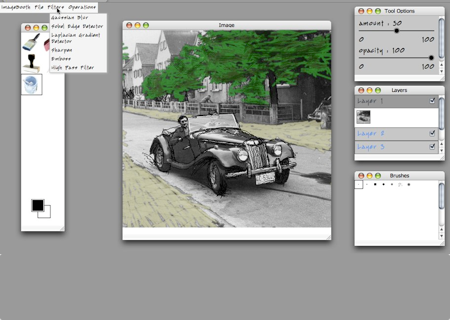 ImageBooth File Filters Operations
Gaussian Blur
Sobel Edge Detector
Laplacian Gradient
Detector
Sharpen
Emboss
High Pass Filter
Image
Tool Options
amount : 50
0 100
opacity : 100
0 100
Layers
Layer 1
Layer 2
Layer 3
Brushes